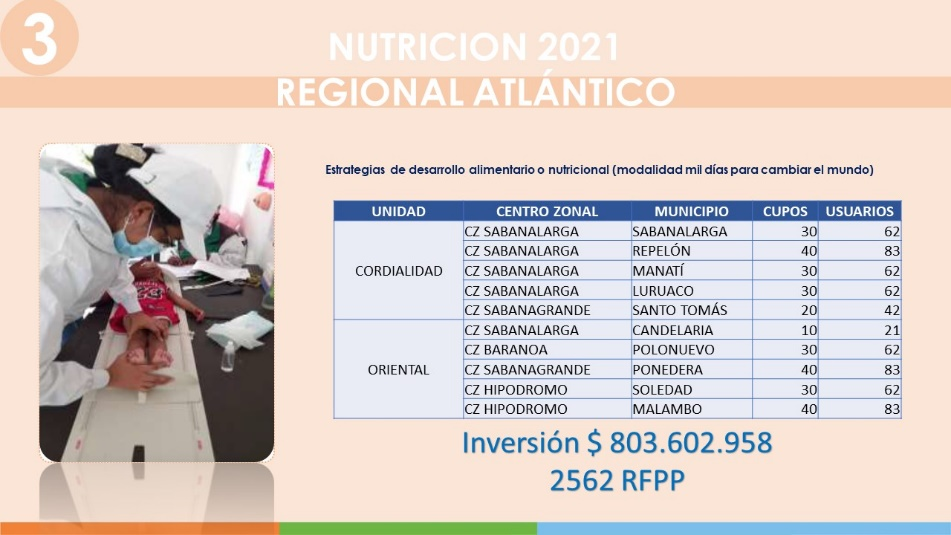 3
NUTRICION 2021
REGIONAL ATLÁNTICO
Estrategias de desarrollo alimentario o nutricional (modalidad mil días para cambiar el mundo)
UNIDAD CENTRO ZONAL MUNICIPIO CUPOS USUARIOS
CORDIALIDAD
CZ SABANALARGA SABANALARGA 30 62
CZ SABANALARGA REPELÓN 40 83
CZ SABANALARGA MANATÍ 30 62
CZ SABANALARGA LURUACO 30 62
CZ SABANAGRANDE SANTO TOMÁS 20 42
ORIENTAL
CZ SABANALARGA CANDELARIA 10 21
CZ BARANOA POLONUEVO 30 62
CZ SABANAGRANDE PONEDERA 40 83
CZ HIPODROMO SOLEDAD 30 62
CZ HIPODROMO MALAMBO 40 83
Inversión $ 803.602.958
2562 RFPP
23